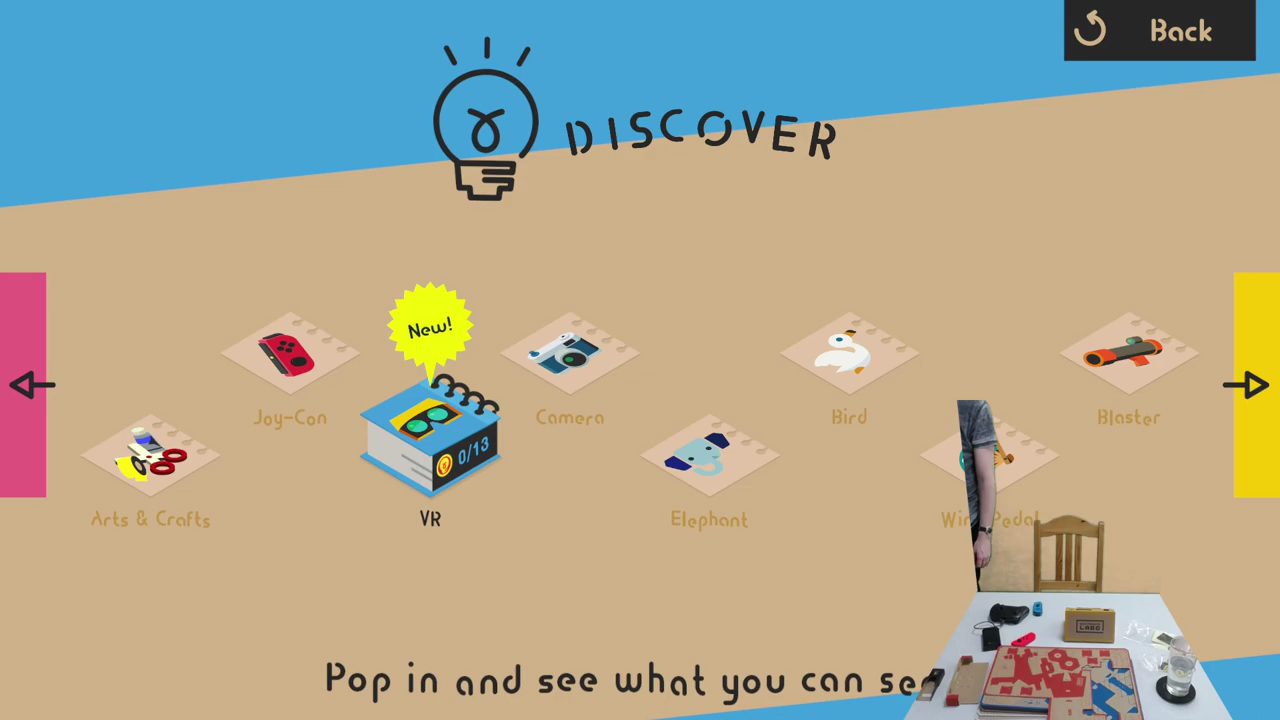 Back
DISCOVER
New!
Joy-Con
Camera
Bird
Blaster
0/13
Arts & Crafts
VR
Elephant
Pop in and see what you can
LABO